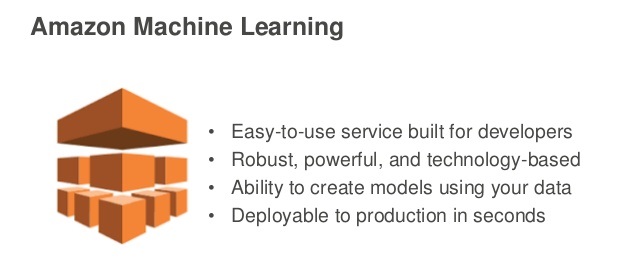 Amazon Machine Learning
• Easy-to-use service built for developers
• Robust, powerful, and technology-based
• Ability to create models using your data
• Deployable to production in seconds